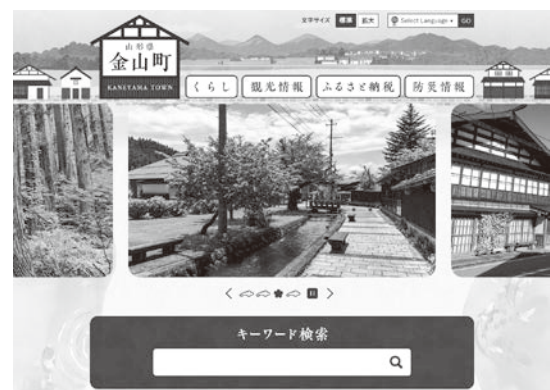 文字サイズ 標準 拡大 Select Language GO
山形県
金山町
KANEYAMA TOWN
くらし 観光情報 ふるさと納税 防災情報
キーワード検索